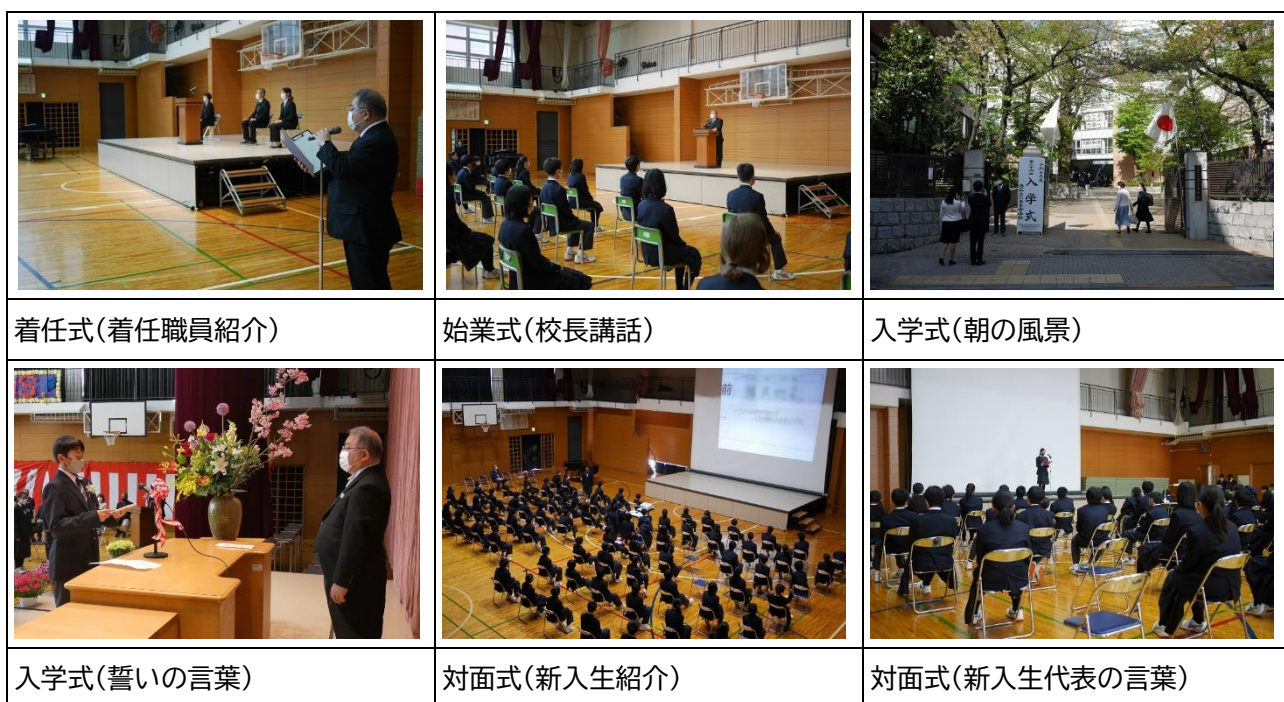 着任式(着任職員紹介)
始業式(校長講話)
入学式(朝の風景)
入学式
前
入学式(誓いの言葉)
対面式(新入生紹介)
対面式(新入生代表の言葉)